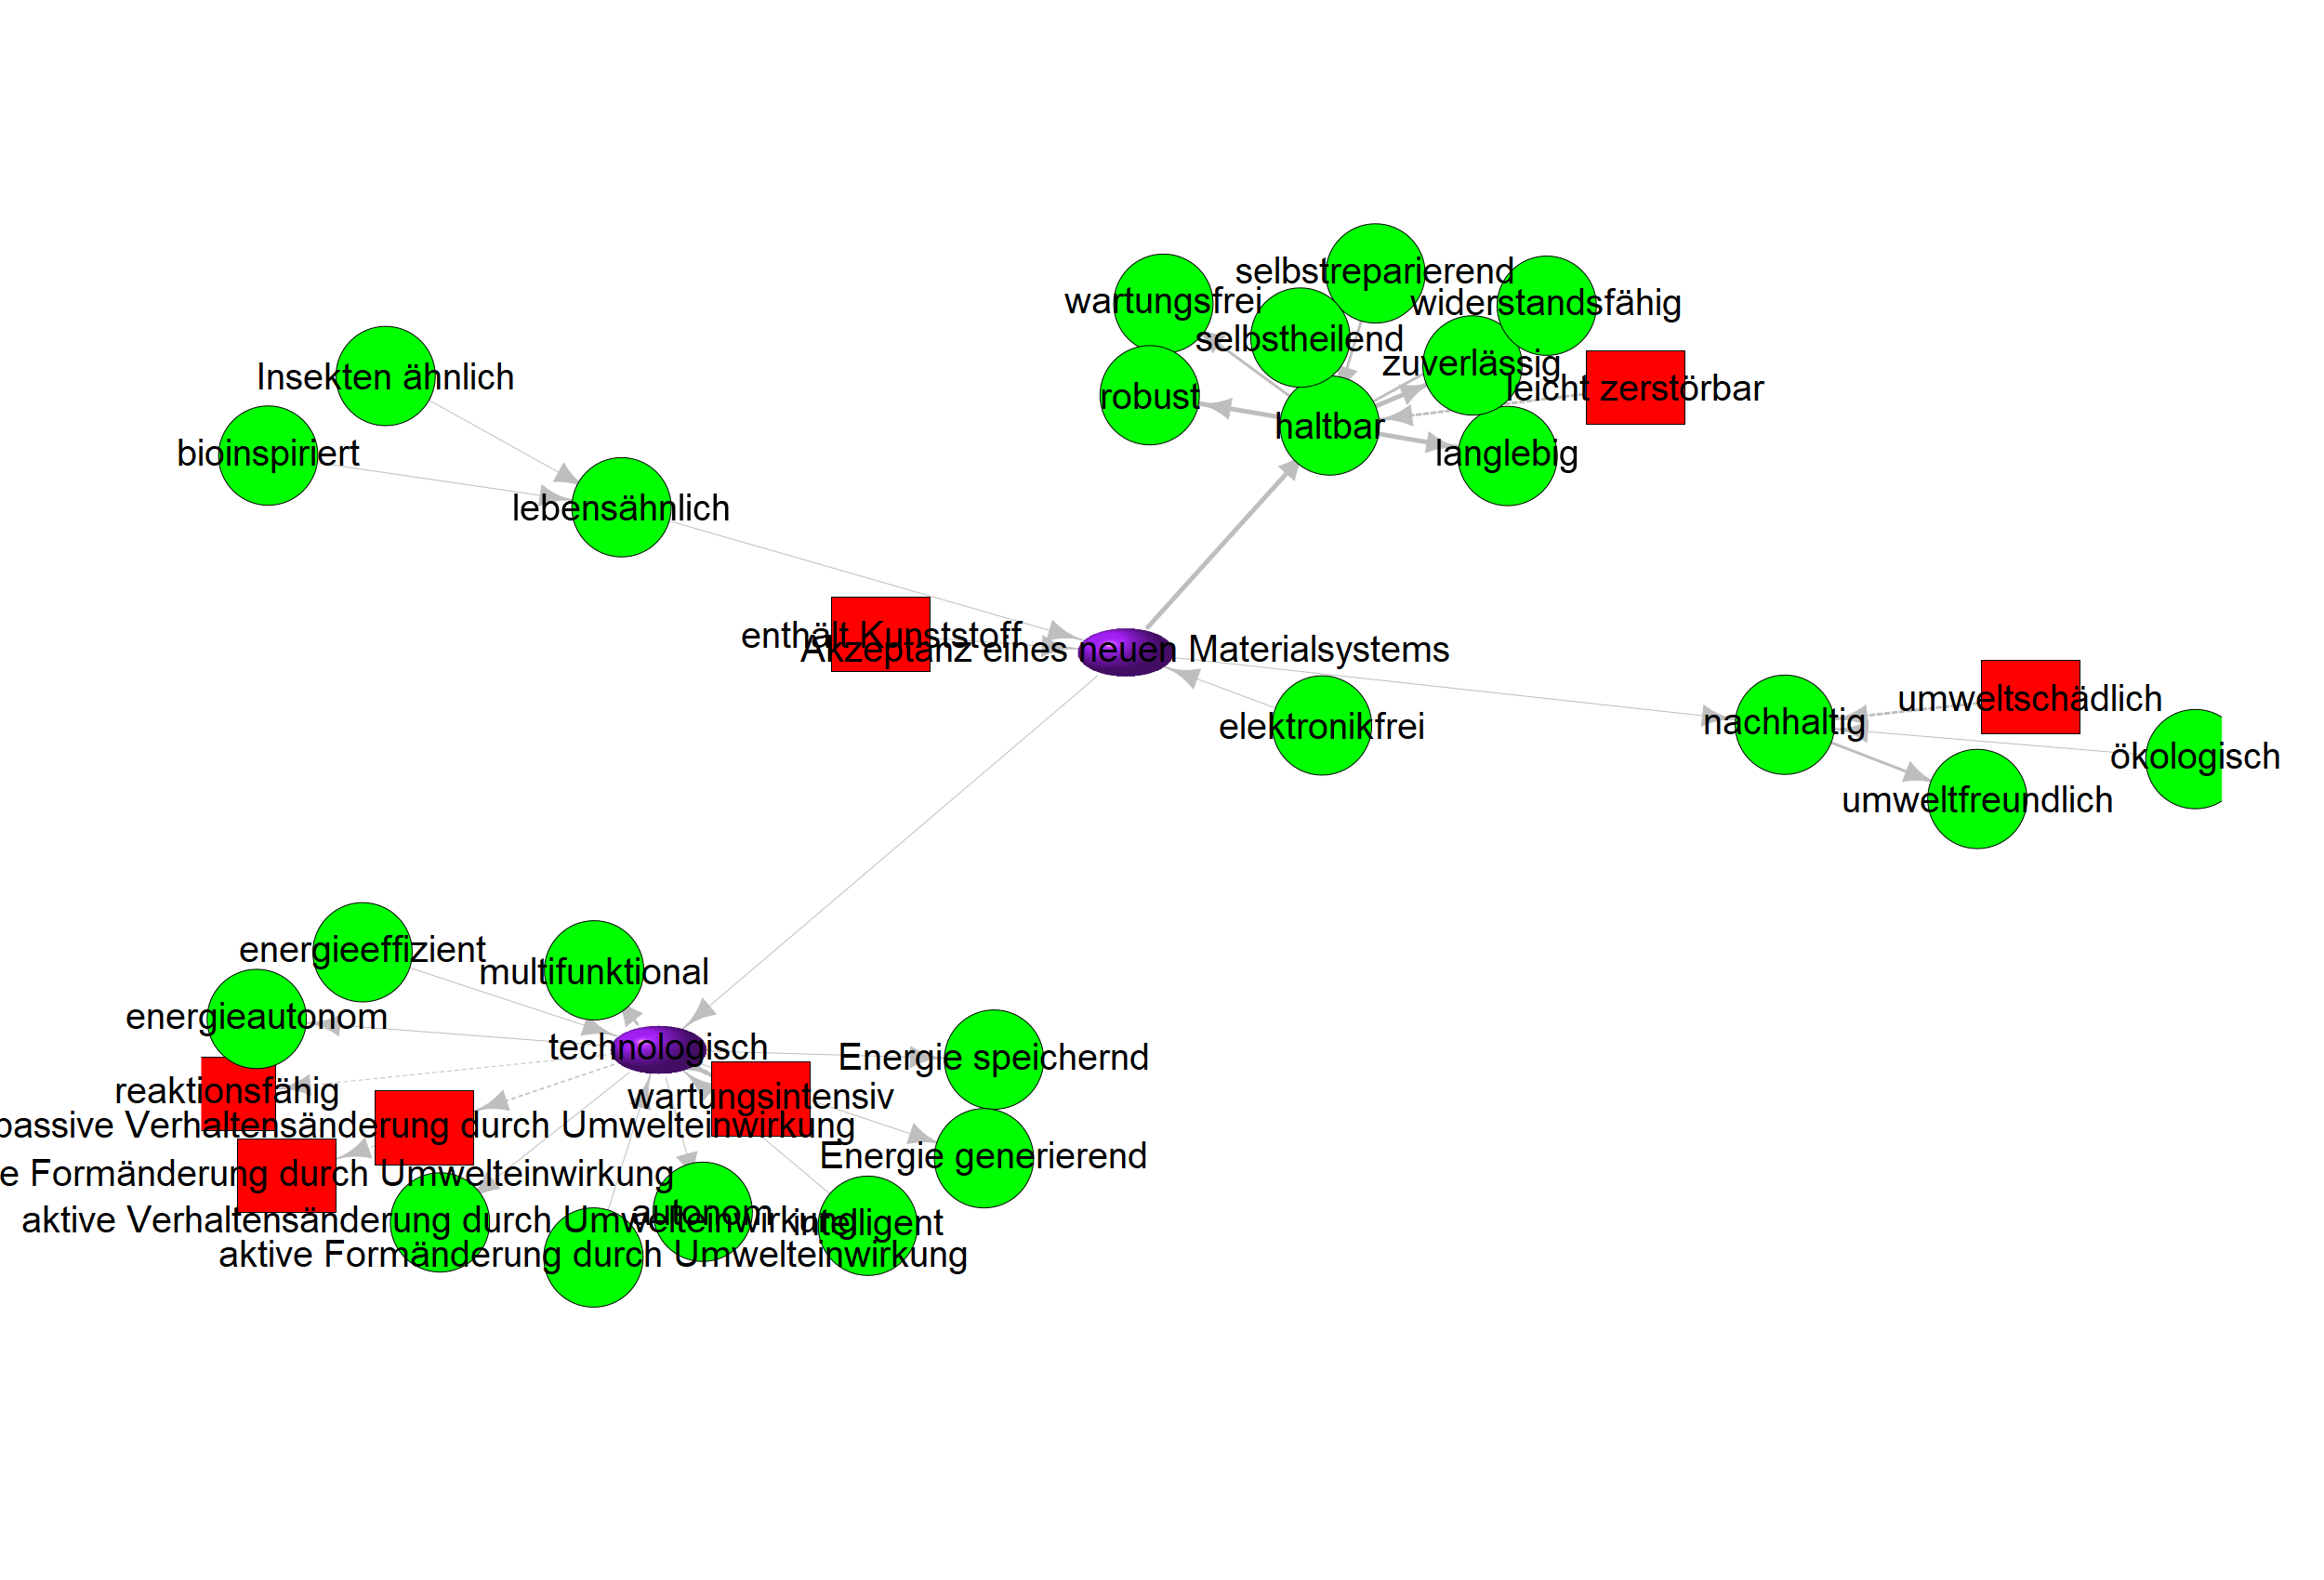 selbstreparierend
wartungsfrei
widerstandsfähig
selbstheilend
zuverlässig
Insekten ähnlich
leicht zerstörbar
robust
haltbar
bioinspiriert
langlebig
lebensähnlich
enthält Kunststoff
Akzeptanz eines neuen Materialsystems
umweltschädlich
nachhaltig
elektronikfrei
ökologisch
umweltfreundlich
energieeffizient
multifunktional
energieautonom
technologisch
Energie speichernd
reaktionsfähig
wartungsintensiv
passive Verhaltensänderung durch Umwelteinwirkung
Energie generierend
e Formänderung durch Umwelteinwirkung
autonom
aktive Verhaltensänderung durch Umwelteinwirkung
intelligent
aktive Formänderung durch Umwelteinwirkung